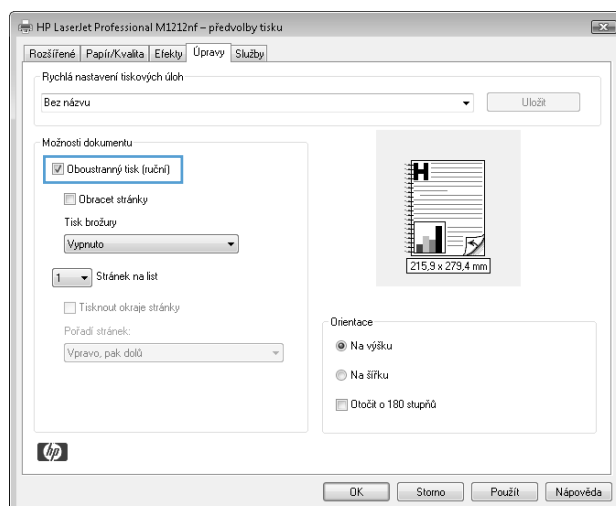 HP LaserJet Professional M1212nf – předvolby tisku
Rozšířené Papír/Kvalita Efekty Úpravy Služby
Rychlá nastavení tiskových úloh
Bez názvu
Uložit
Možnosti dokumentu
Oboustranný tisk (ruční)
Obracet stránky
Tisk brožury
Vypnuto
1 Stránek na list
Tisknout okraje stránky
Pořadí stránek:
Vpravo, pak dolů
H
215,9 x 279,4 mm
Orientace
Na výšku
Na šířku
Otočit o 180 stupňů
hp
OK Storno Použít Nápověda